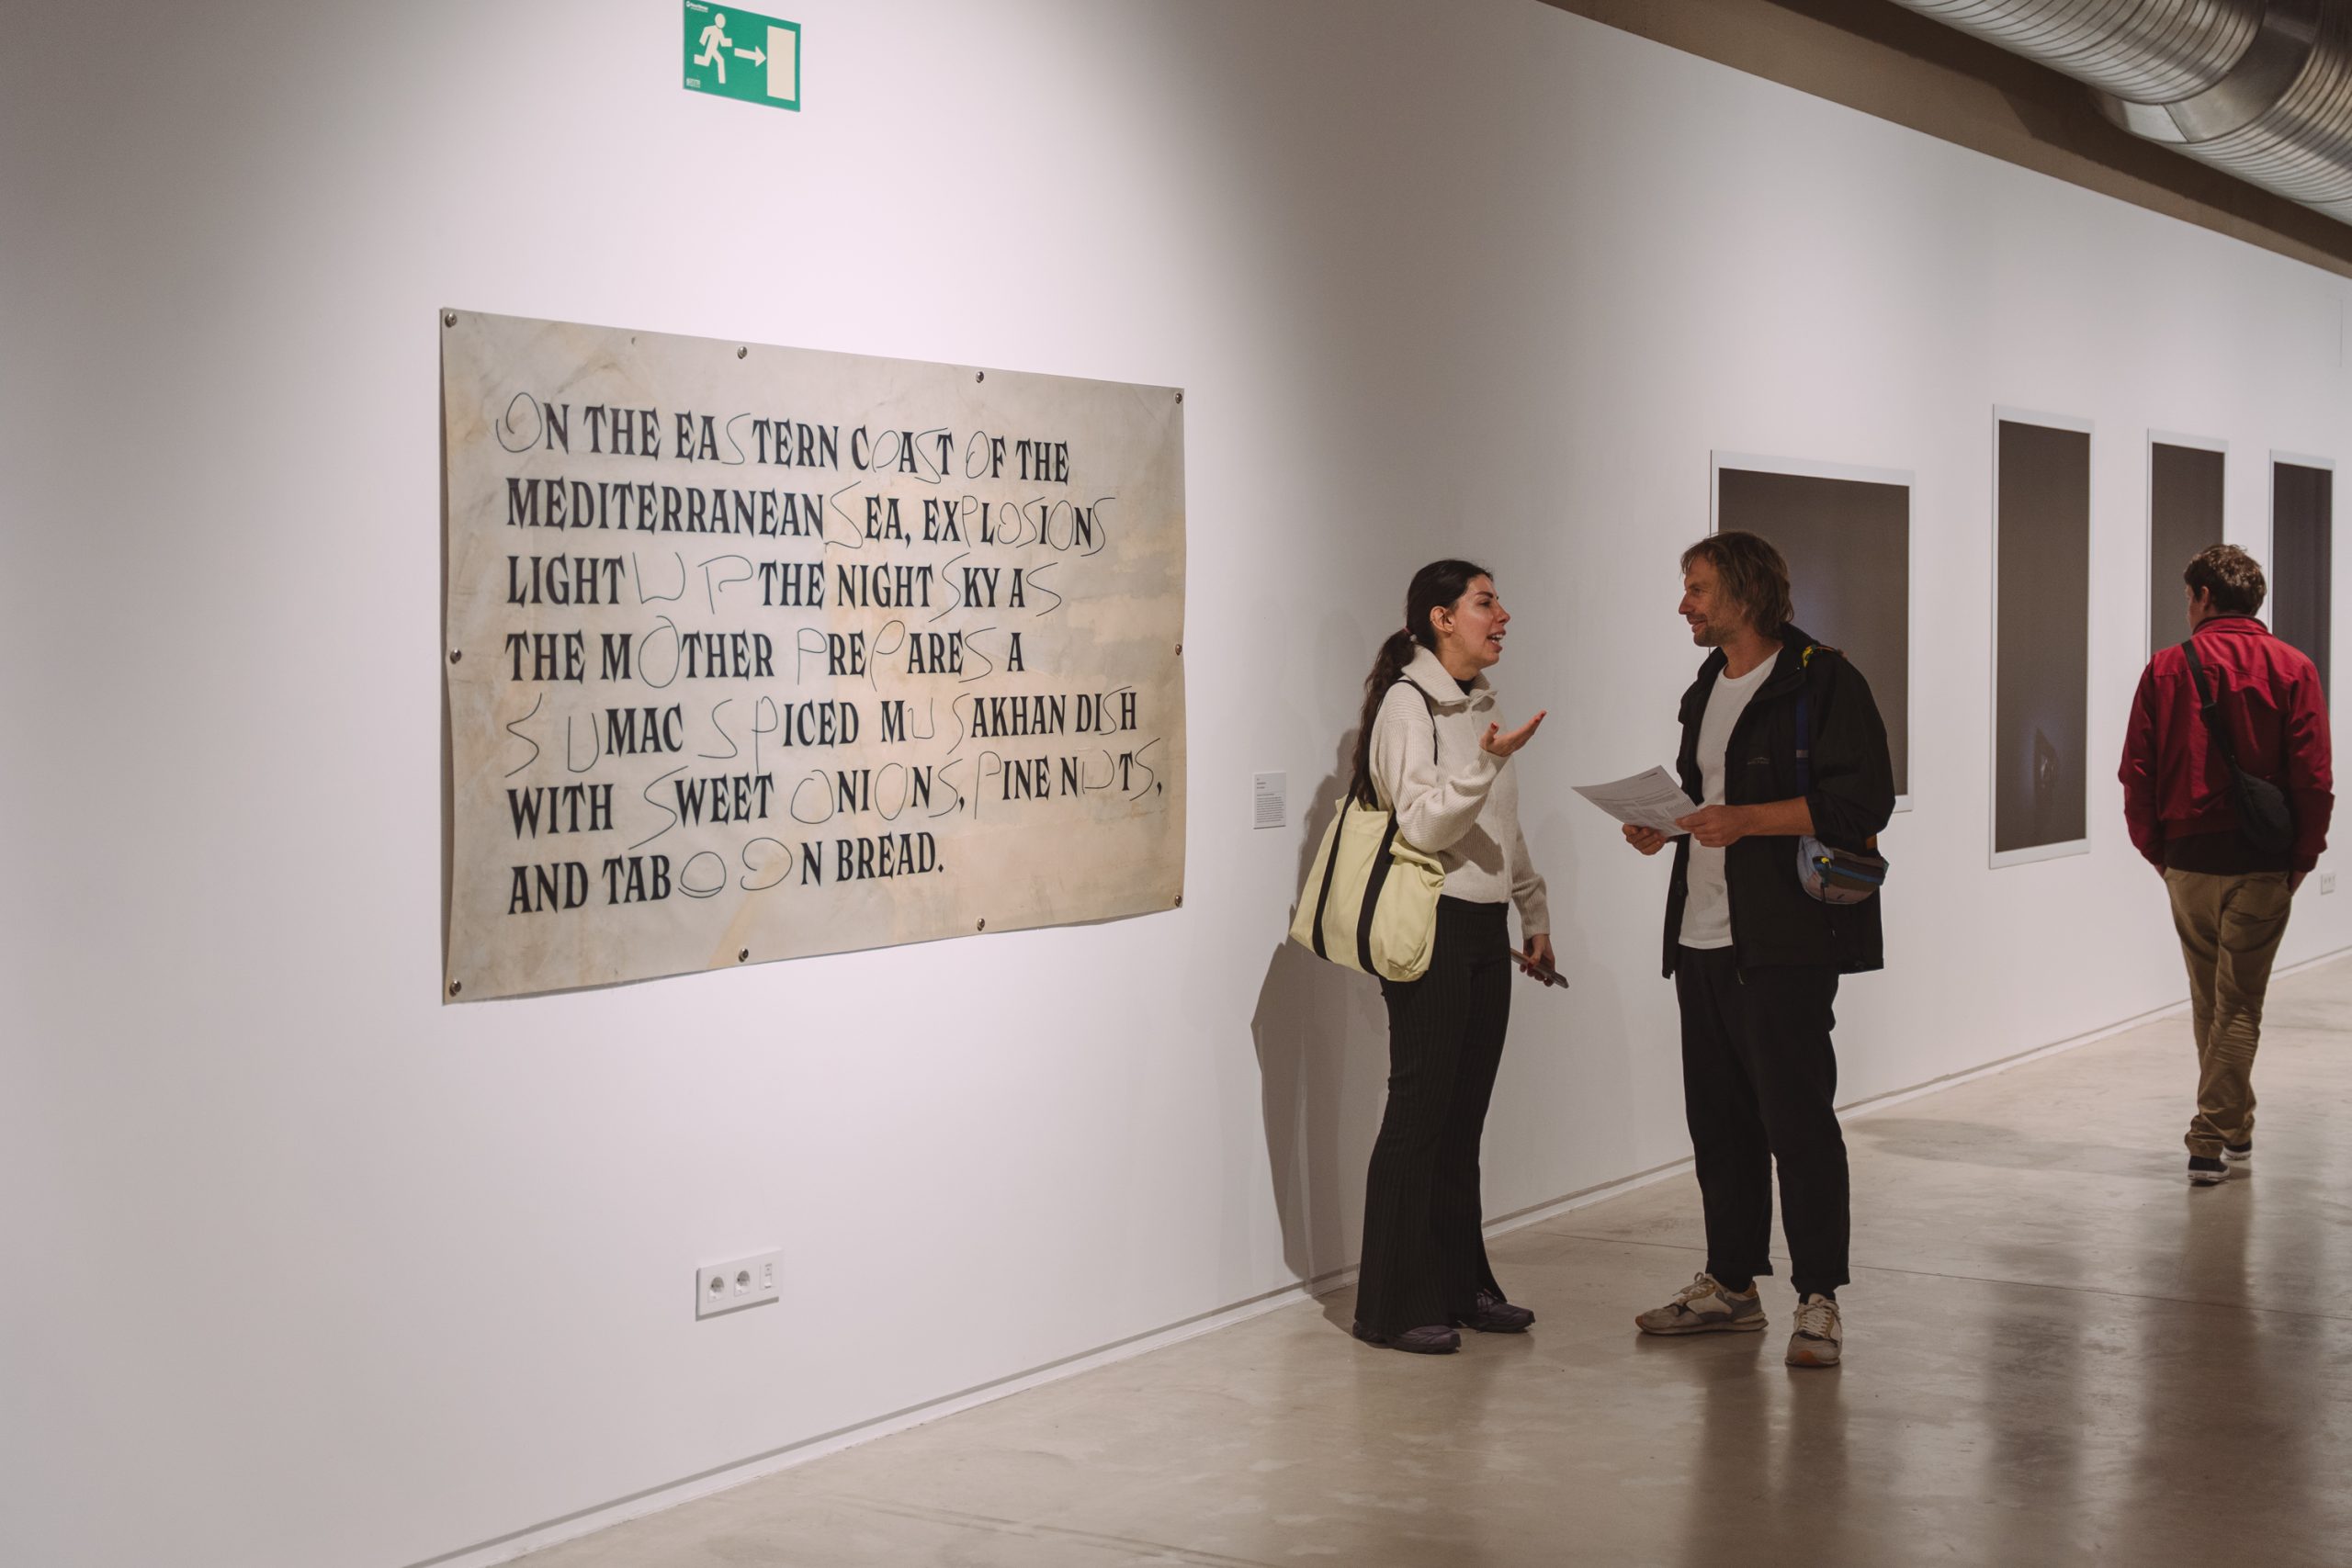 ON THE EASTERN COAST OF THE
MEDITERRANEAN SEA, EXPLOSIONS
LIGHT UP THE NIGHT SKY AS
THE MOTHER PREPARES A
SUMAC SPICED MUSAKHAN DISH
WITH SWEET ONIONS, PINE NUTS,
AND TABOON BREAD.